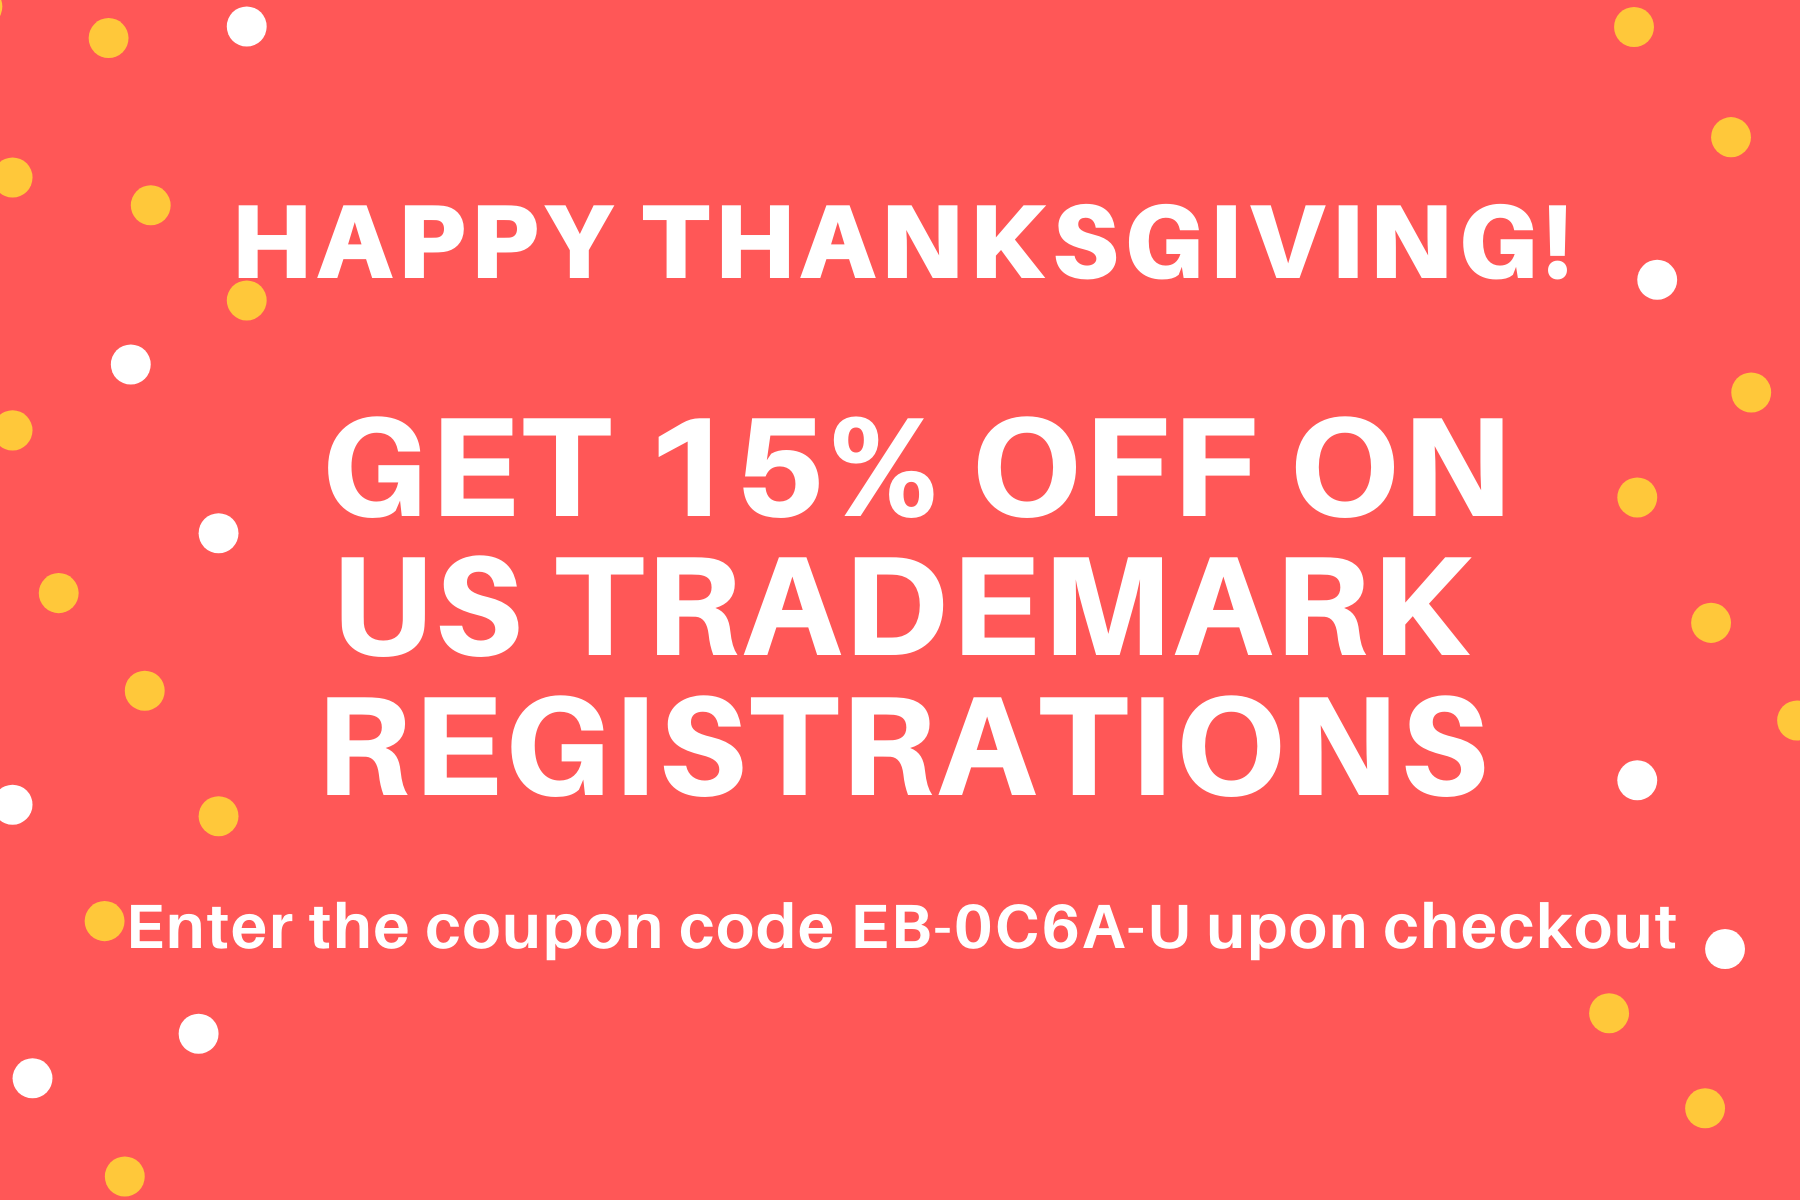 HAPPY THANKSGIVING!
GET 15% OFF ON
US TRADEMARK
REGISTRATIONS
Enter the coupon code EB-0C6A-U upon checkout